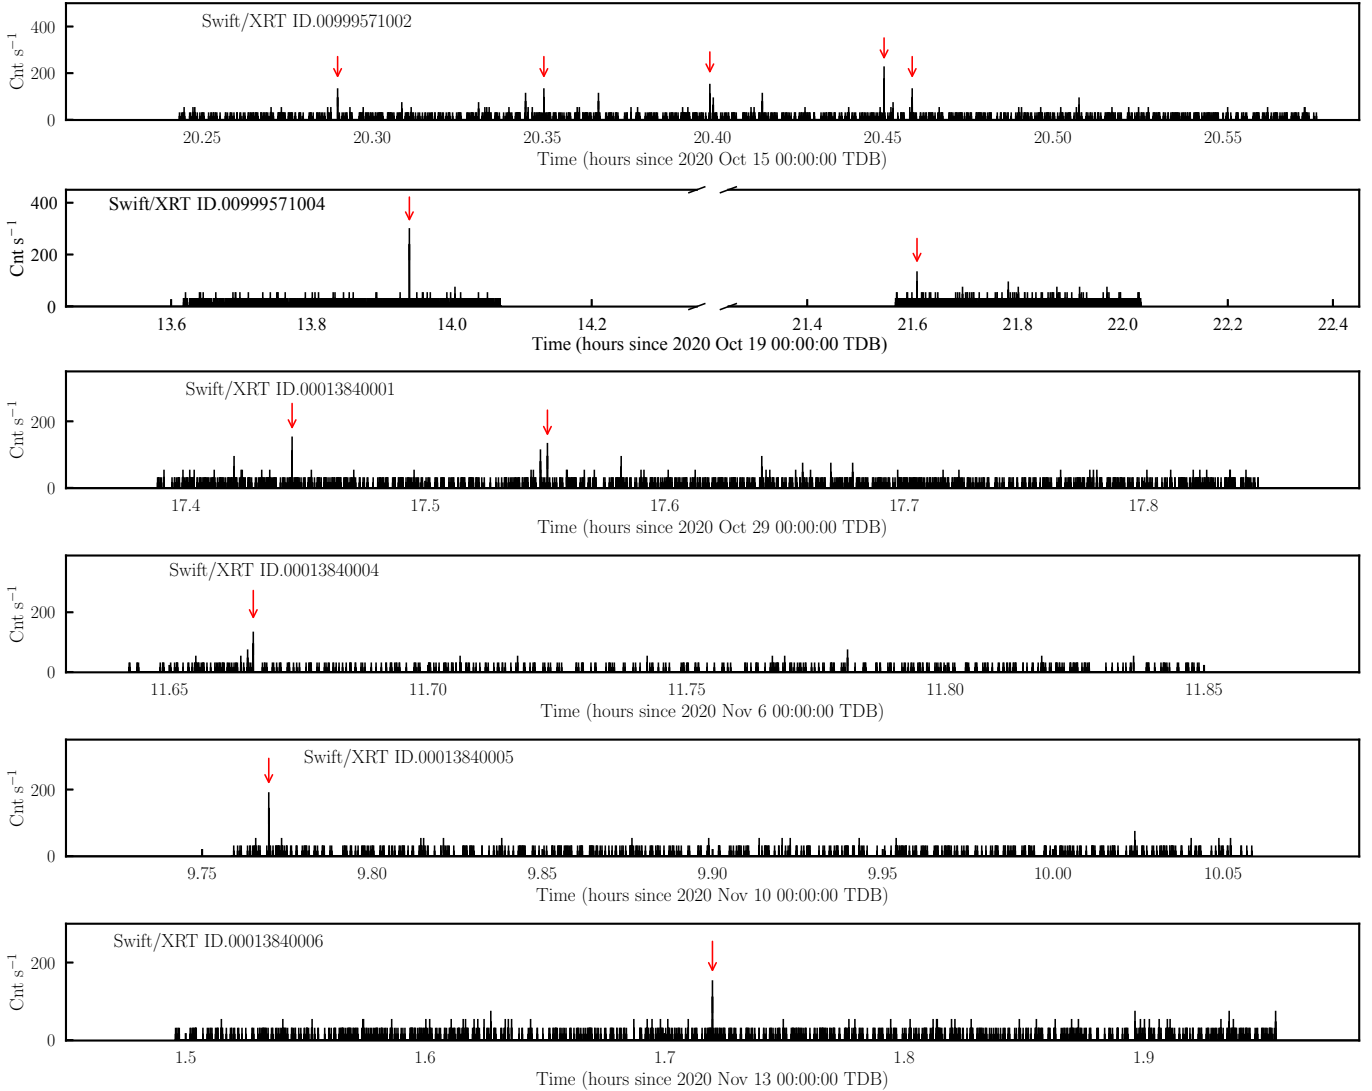 Swift/XRT ID.00999571002
Cnt s⁻¹
400
200
0
20.25 20.30 20.35 20.40 20.45 20.50 20.55
Time (hours since 2020 Oct 15 00:00:00 TDB)
Swift/XRT ID.00999571004
Cnt s⁻¹
400
200
0
13.6 13.8 14.0 14.2 21.4 21.6 21.8 22.0 22.2 22.4
Time (hours since 2020 Oct 19 00:00:00 TDB)
Swift/XRT ID.00013840001
Cnt s⁻¹
200
0
17.4 17.5 17.6 17.7 17.8
Time (hours since 2020 Oct 29 00:00:00 TDB)
Swift/XRT ID.00013840004
Cnt s⁻¹
200
0
11.65 11.70 11.75 11.80 11.85
Time (hours since 2020 Nov 6 00:00:00 TDB)
Swift/XRT ID.00013840005
Cnt s⁻¹
200
0
9.75 9.80 9.85 9.90 9.95 10.00 10.05
Time (hours since 2020 Nov 10 00:00:00 TDB)
Swift/XRT ID.00013840006
Cnt s⁻¹
200
0
1.5 1.6 1.7 1.8 1.9
Time (hours since 2020 Nov 13 00:00:00 TDB)